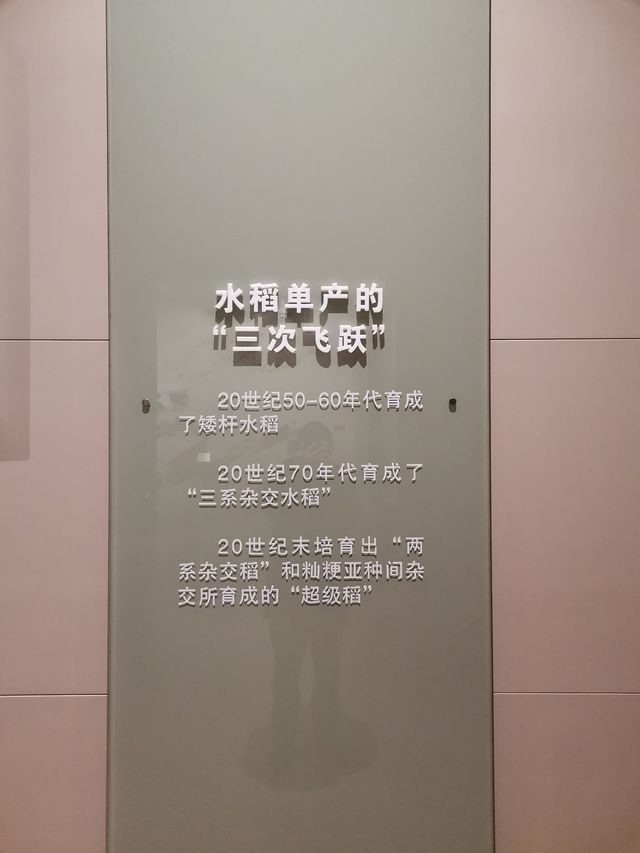 水稻单产的
“三次飞跃”
20世纪50-60年代育成
了矮杆水稻
20世纪70年代育成了
“三系杂交水稻”
20世纪末培育出“两
系杂交稻”和籼粳亚种间杂
交所育成的“超级稻”